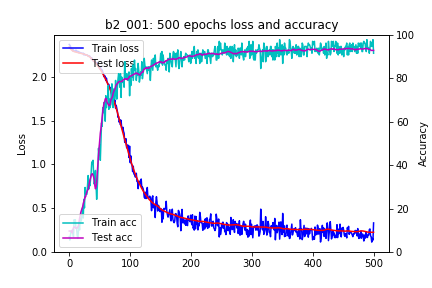 b2_001: 500 epochs loss and accuracy
Train loss
Test loss
Train acc
Test acc
Loss
2.0
1.5
1.0
0.5
0.0
Accuracy
100
80
60
40
20
0
0
100
200
300
400
500